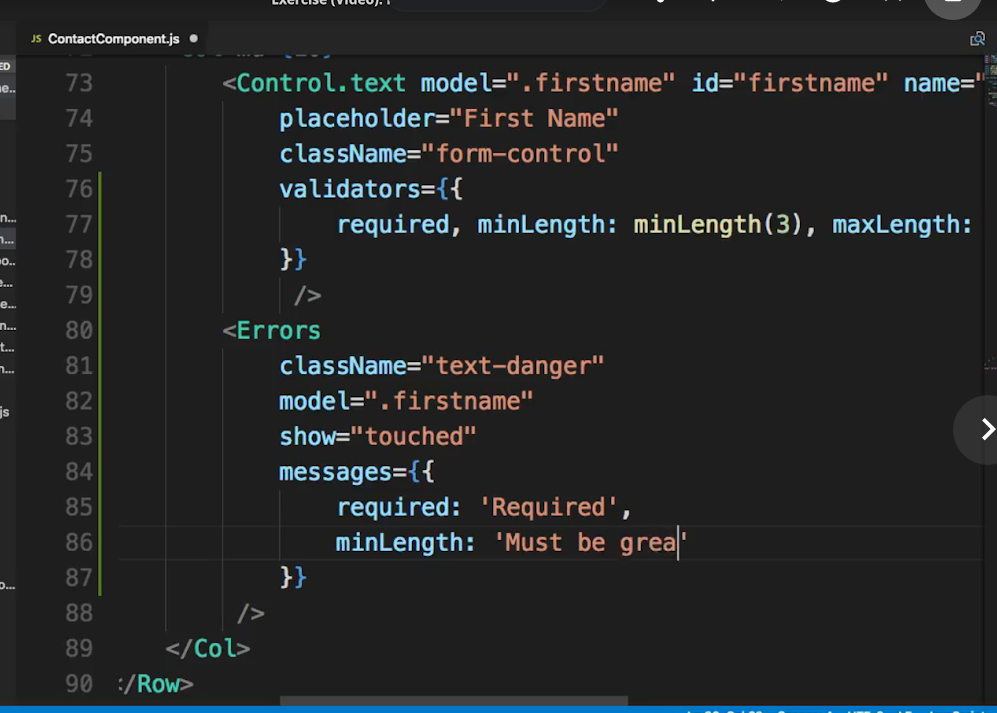 Exercise (Video):
JS ContactComponent.js
73 <Control.text model=".firstname" id="firstname" name="
74 placeholder="First Name"
75 className="form-control"
76 validators={{
77 required, minLength: minLength(3), maxLength:
78 }}
79 />
80 <Errors
81 className="text-danger"
82 model=".firstname"
83 show="touched"
84 messages={{
85 required: 'Required',
86 minLength: 'Must be grea'
87 }}
88 />
89 </Col>
90 :/Row>